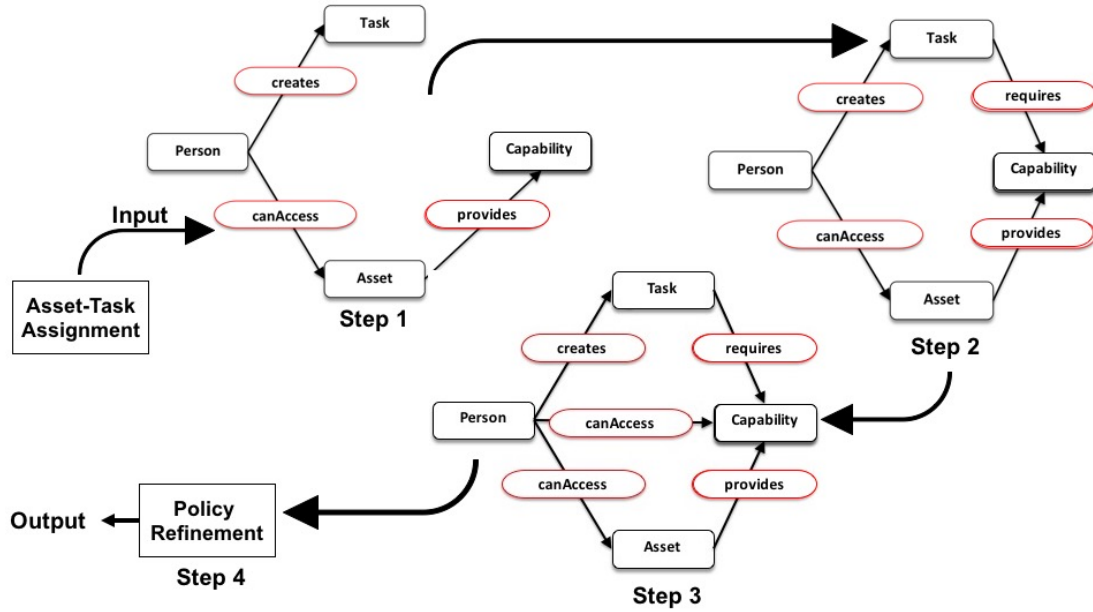 Task
creates
Person
Capability
canAccess
provides
Input
Asset
Asset-Task
Assignment
Step 1
Task
creates
requires
Person
Capability
canAccess
provides
Asset
Step 2
Task
creates
requires
Person
canAccess
Capability
canAccess
provides
Asset
Step 3
Policy
Refinement
Output
Step 4